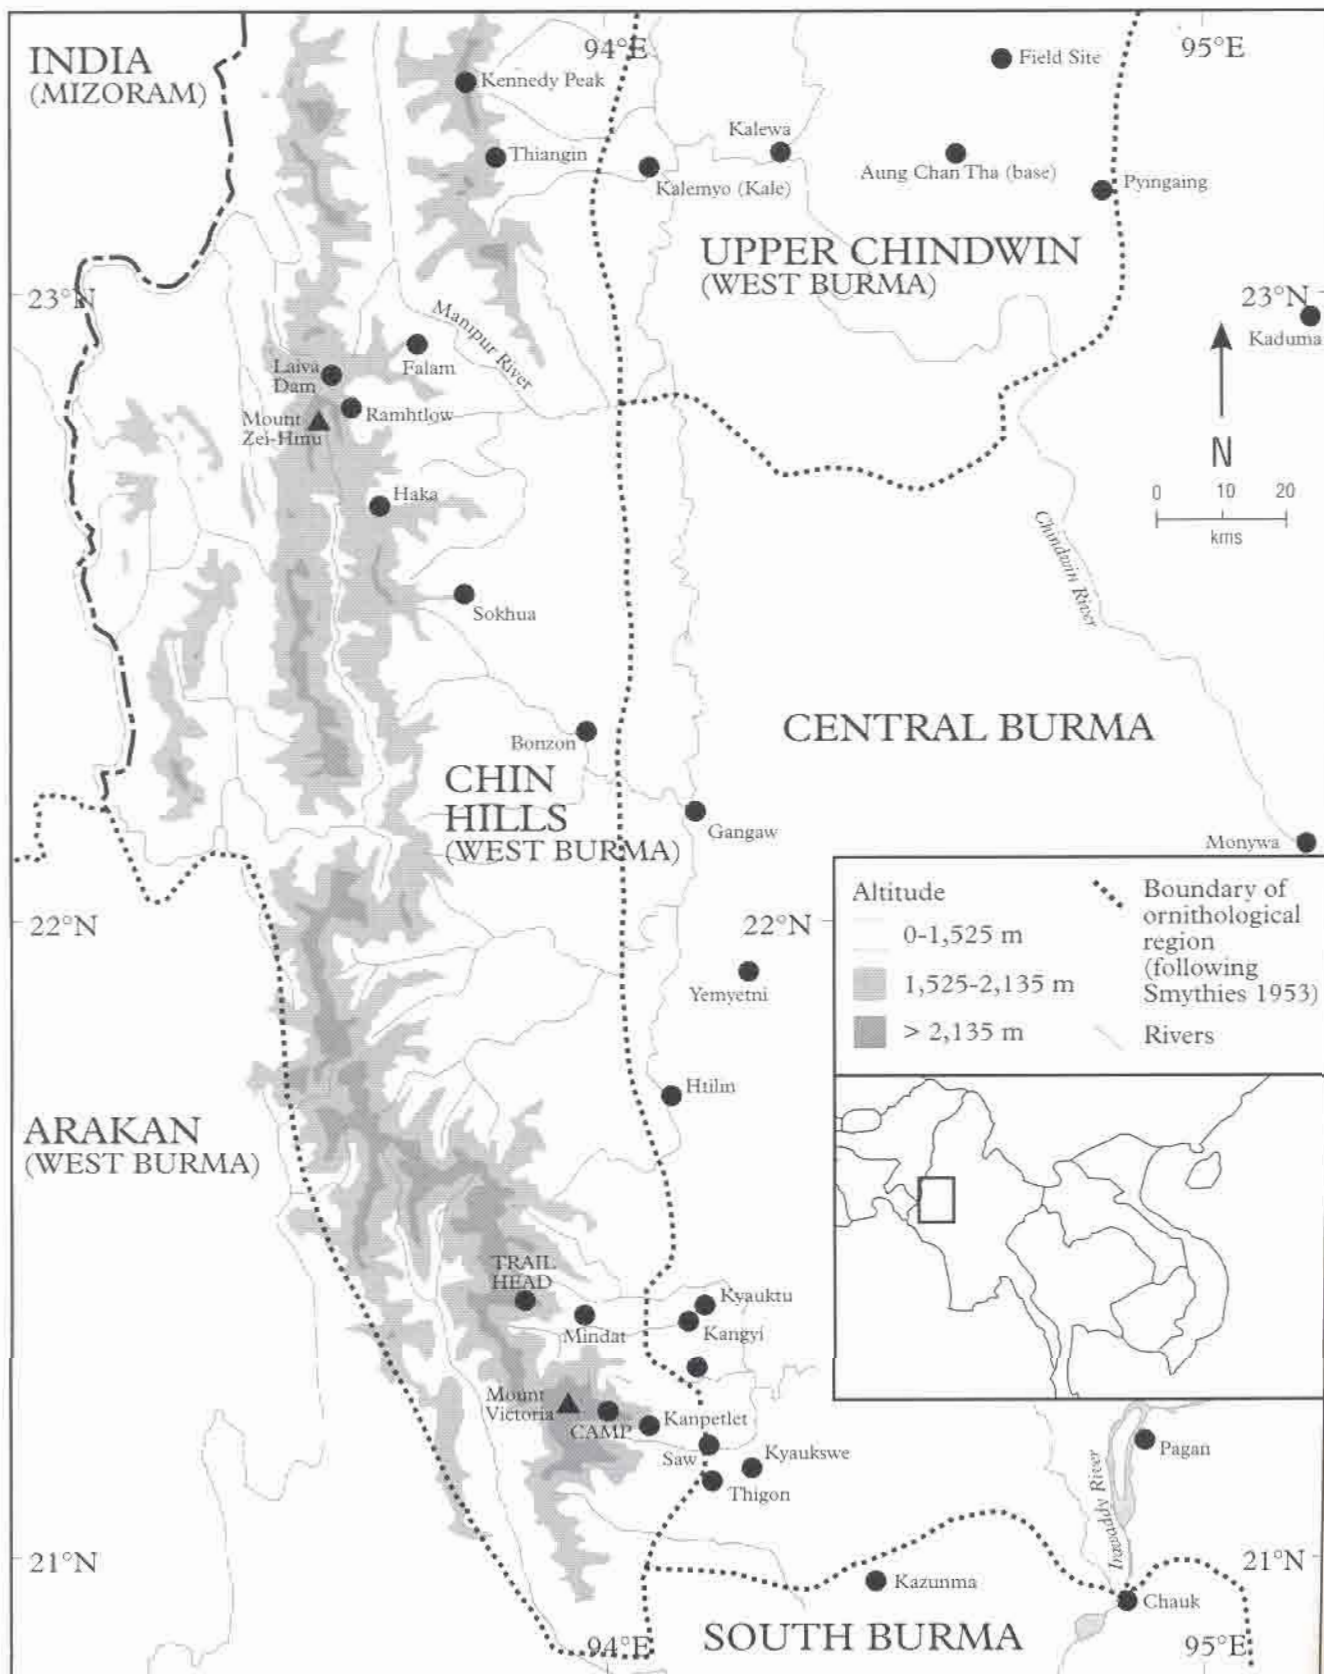 INDIA
(MIZORAM)
94°E
95°E
Field Site
Kennedy Peak
Kalewa
Thiangin
Kalemyo (Kale)
Aung Chan Tha (base)
Pyingaing
UPPER CHINDWIN
(WEST BURMA)
23°N
23°N
Manipur River
Kaduma
Falam
Laiva
Dam
Ramhtlow
Mount
Zei-Hmu
N
Haka
0 10 20
kms
Chindwin River
Sokhua
CENTRAL BURMA
Bonzon
CHIN
HILLS
(WEST BURMA)
Gangaw
Monywa
Altitude
0-1,525 m
1,525-2,135 m
> 2,135 m
Boundary of
ornithological
region
(following
Smythies 1953)
Rivers
22°N
22°N
Yemyetni
Htilin
ARAKAN
(WEST BURMA)
TRAIL
HEAD
Kyauktu
Mindat
Kangyi
Mount
Victoria
CAMP
Kanpetlet
Saw
Kyaukswe
Thigon
Pagan
Irrawaddy River
21°N
21°N
Kazunma
Chauk
94°E
SOUTH BURMA
95°E